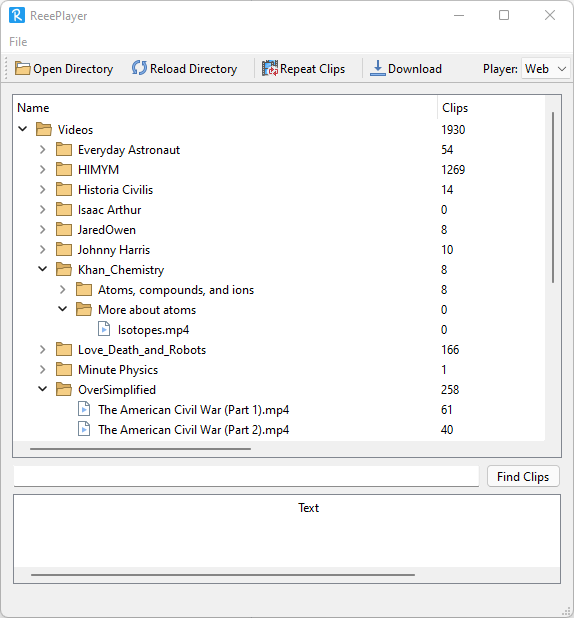 R ReeePlayer
File
Open Directory Reload Directory Repeat Clips Download Player: Web
Name Clips
Videos 1930
Everyday Astronaut 54
HIMYM 1269
Historia Civilis 14
Isaac Arthur 0
JaredOwen 8
Johnny Harris 10
Khan_Chemistry 8
Atoms, compounds, and ions 8
More about atoms 0
Isotopes.mp4 0
Love_Death_and_Robots 166
Minute Physics 1
OverSimplified 258
The American Civil War (Part 1).mp4 61
The American Civil War (Part 2).mp4 40
Find Clips
Text